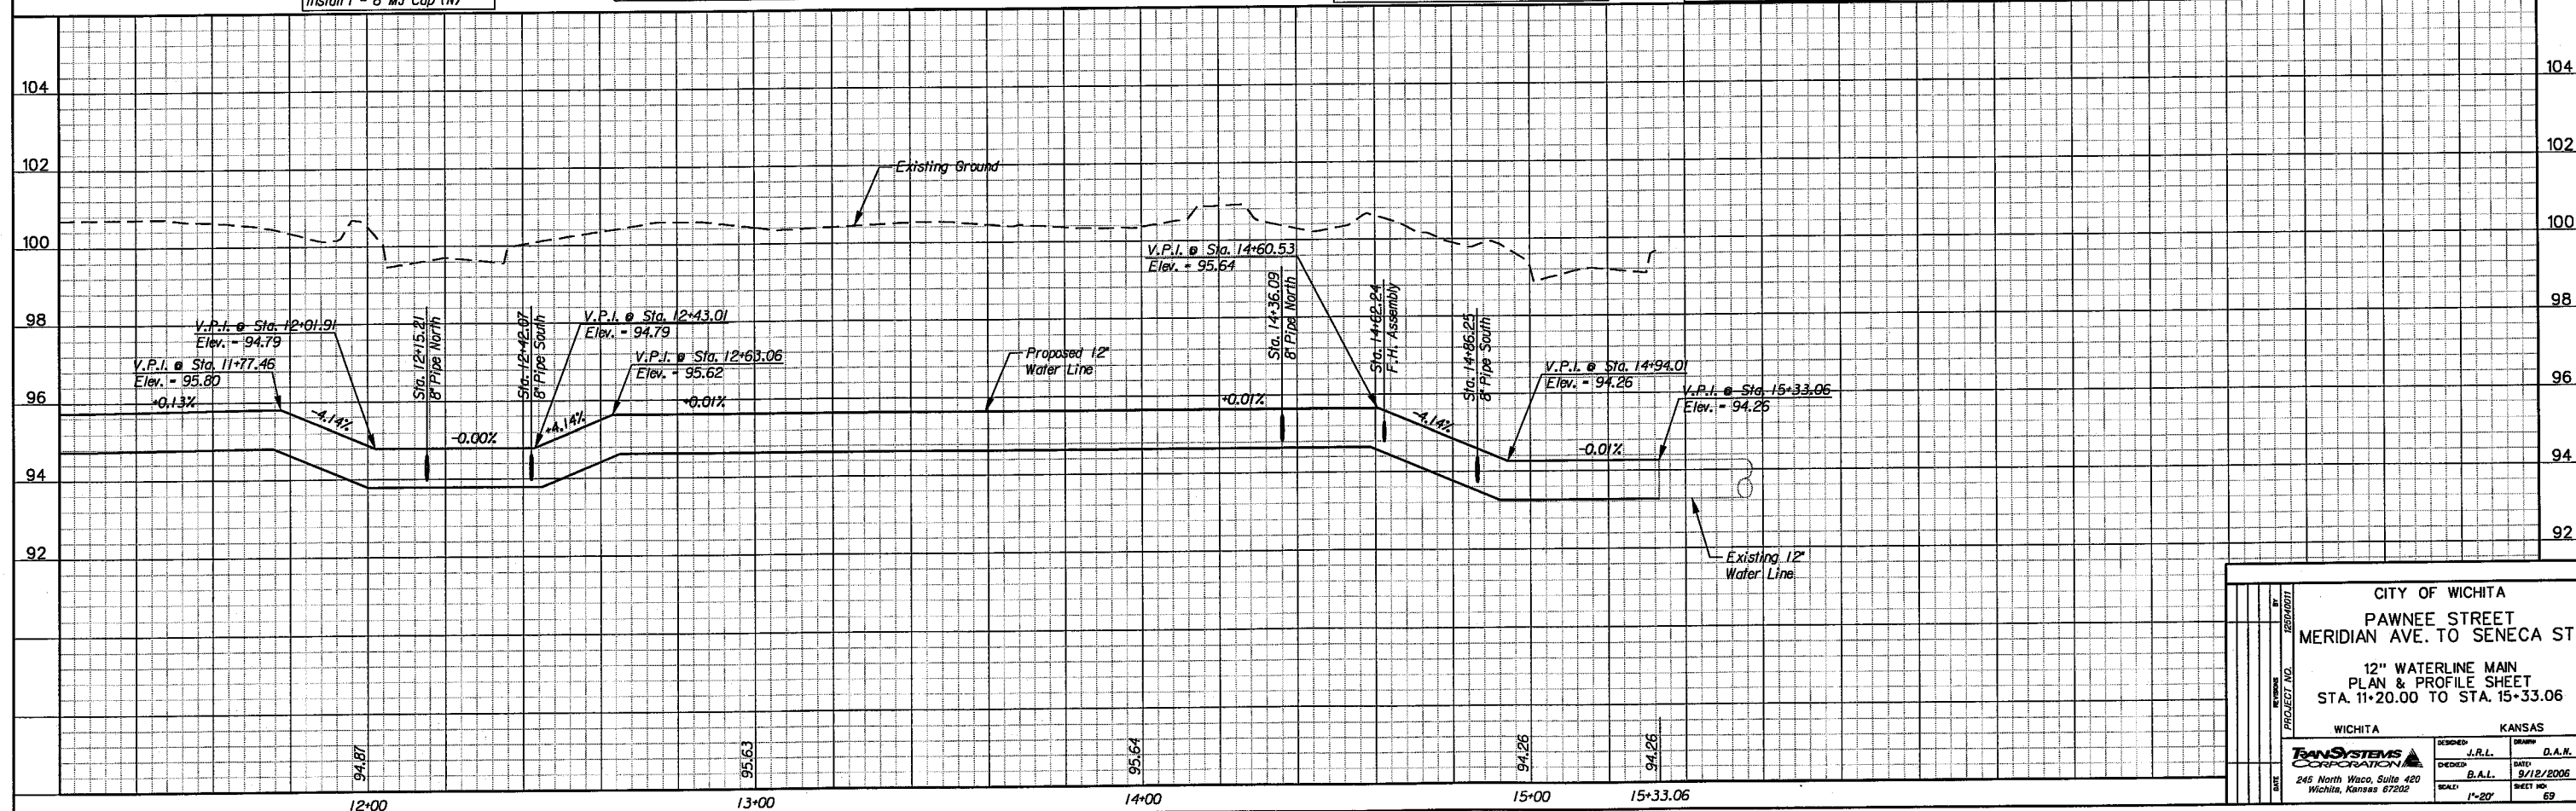 Install 1 - 8" MJ Cap (N)
104
102
100
98
96
94
92
104
102
100
98
96
94
92
Existing Ground
V.P.I. @ Sta. 12+01.91
Elev. = 94.79
V.P.I. @ Sta. 11+77.46
Elev. = 95.80
+0.13%
-4.14%
Sta. 12+15.21
8" Pipe North
-0.00%
Sta. 12+42.07
8" Pipe South
V.P.I. @ Sta. 12+43.01
Elev. = 94.79
+4.14%
V.P.I. @ Sta. 12+63.06
Elev. = 95.62
+0.01%
Proposed 12"
Water Line
V.P.I. @ Sta. 14+60.53
Elev. = 95.64
+0.01%
Sta. 14+36.09
8" Pipe North
Sta. 14+62.24
F.H. Assembly
-4.14%
Sta. 14+86.25
8" Pipe South
V.P.I. @ Sta. 14+94.01
Elev. = 94.26
V.P.I. @ Sta. 15+33.06
Elev. = 94.26
-0.01%
Existing 12"
Water Line
94.87
95.63
95.64
94.26
94.26
12+00
13+00
14+00
15+00
15+33.06
BY
REVISIONS
DATE
PROJECT NO.
CITY OF WICHITA
PAWNEE STREET
MERIDIAN AVE. TO SENECA ST
12" WATERLINE MAIN
PLAN & PROFILE SHEET
STA. 11+20.00 TO STA. 15+33.06
WICHITA KANSAS
TRANSYSTEMS
CORPORATION
245 North Waco, Suite 420
Wichita, Kansas 67202
DESIGNED: J.R.L.
DRAWN: D.A.N.
CHECKED: B.A.L.
DATE: 9/12/2006
SCALE: 1"=20'
SHEET NO: 69